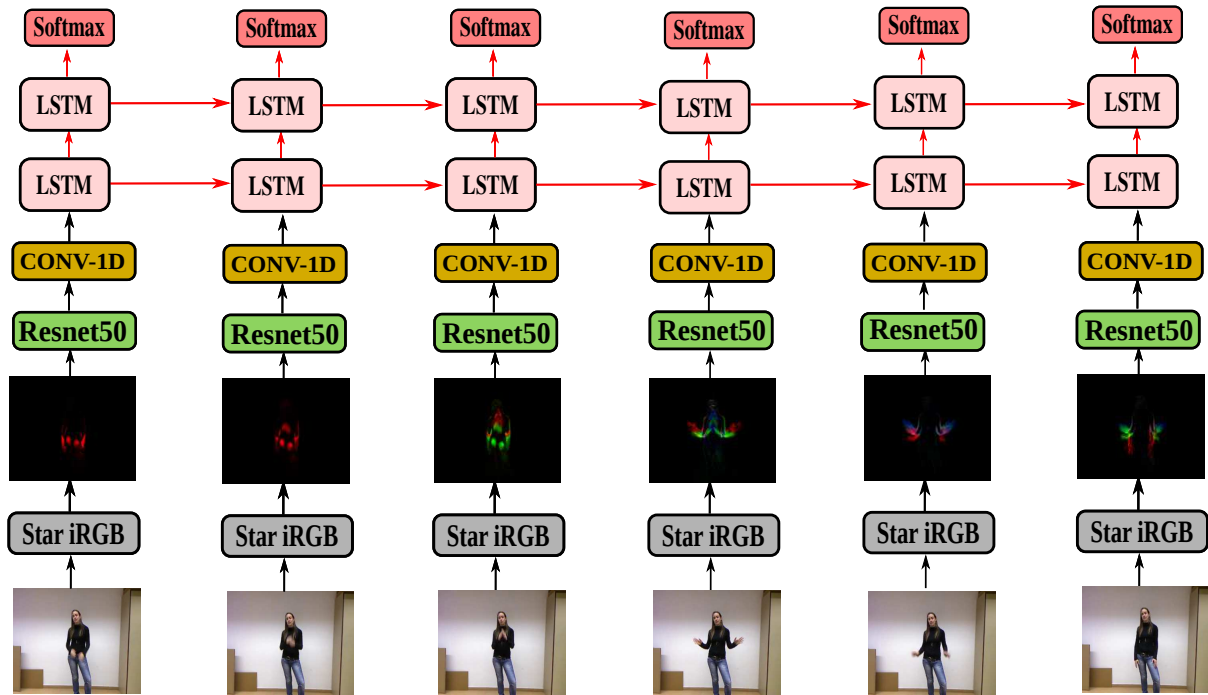 Softmax Softmax Softmax Softmax Softmax Softmax
LSTM LSTM LSTM LSTM LSTM LSTM
LSTM LSTM LSTM LSTM LSTM LSTM
CONV-1D CONV-1D CONV-1D CONV-1D CONV-1D CONV-1D
Resnet50 Resnet50 Resnet50 Resnet50 Resnet50 Resnet50
Star iRGB Star iRGB Star iRGB Star iRGB Star iRGB Star iRGB